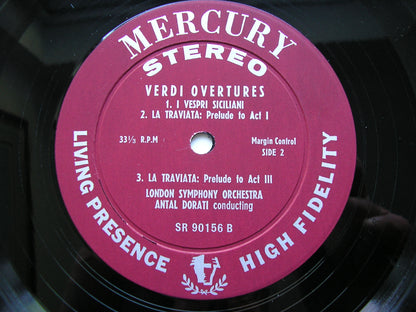 MERCURY
STEREO
VERDI OVERTURES
1. I VESPRI SICILIANI
2. LA TRAVIATA: Prelude to Act I
33⅓ R.P.M
Margin Control
SIDE 2
3. LA TRAVIATA: Prelude to Act III
LONDON SYMPHONY ORCHESTRA
ANTAL DORATI conducting
SR 90156 B
LIVING PRESENCE
HIGH FIDELITY